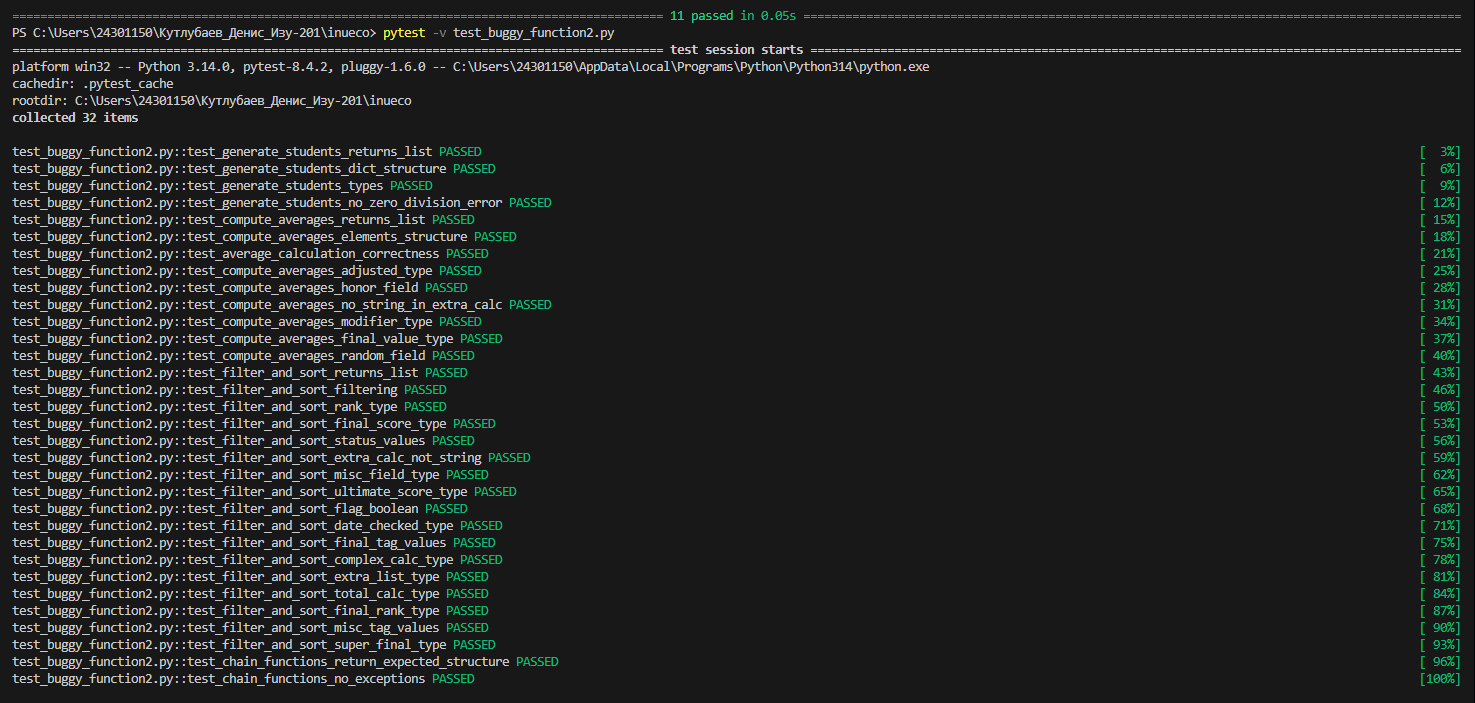 ============================================================================================= 11 passed in 0.05s ==============================================================================================
PS C:\Users\24301150\Кутлубаев_Денис_Изу-201\inueco> pytest -v test_buggy_function2.py
============================================================================================= test session starts =============================================================================================
platform win32 -- Python 3.14.0, pytest-8.4.2, pluggy-1.6.0 -- C:\Users\24301150\AppData\Local\Programs\Python\Python314\python.exe
cachedir: .pytest_cache
rootdir: C:\Users\24301150\Кутлубаев_Денис_Изу-201\inueco
collected 32 items
test_buggy_function2.py::test_generate_students_returns_list PASSED [  3%]
test_buggy_function2.py::test_generate_students_dict_structure PASSED [  6%]
test_buggy_function2.py::test_generate_students_types PASSED [  9%]
test_buggy_function2.py::test_generate_students_no_zero_division_error PASSED [ 12%]
test_buggy_function2.py::test_compute_averages_returns_list PASSED [ 15%]
test_buggy_function2.py::test_compute_averages_elements_structure PASSED [ 18%]
test_buggy_function2.py::test_average_calculation_correctness PASSED [ 21%]
test_buggy_function2.py::test_compute_averages_adjusted_type PASSED [ 25%]
test_buggy_function2.py::test_compute_averages_honor_field PASSED [ 28%]
test_buggy_function2.py::test_compute_averages_no_string_in_extra_calc PASSED [ 31%]
test_buggy_function2.py::test_compute_averages_modifier_type PASSED [ 34%]
test_buggy_function2.py::test_compute_averages_final_value_type PASSED [ 37%]
test_buggy_function2.py::test_compute_averages_random_field PASSED [ 40%]
test_buggy_function2.py::test_filter_and_sort_returns_list PASSED [ 43%]
test_buggy_function2.py::test_filter_and_sort_filtering PASSED [ 46%]
test_buggy_function2.py::test_filter_and_sort_rank_type PASSED [ 50%]
test_buggy_function2.py::test_filter_and_sort_final_score_type PASSED [ 53%]
test_buggy_function2.py::test_filter_and_sort_status_values PASSED [ 56%]
test_buggy_function2.py::test_filter_and_sort_extra_calc_not_string PASSED [ 59%]
test_buggy_function2.py::test_filter_and_sort_misc_field_type PASSED [ 62%]
test_buggy_function2.py::test_filter_and_sort_ultimate_score_type PASSED [ 65%]
test_buggy_function2.py::test_filter_and_sort_flag_boolean PASSED [ 68%]
test_buggy_function2.py::test_filter_and_sort_date_checked_type PASSED [ 71%]
test_buggy_function2.py::test_filter_and_sort_final_tag_values PASSED [ 75%]
test_buggy_function2.py::test_filter_and_sort_complex_calc_type PASSED [ 78%]
test_buggy_function2.py::test_filter_and_sort_extra_list_type PASSED [ 81%]
test_buggy_function2.py::test_filter_and_sort_total_calc_type PASSED [ 84%]
test_buggy_function2.py::test_filter_and_sort_final_rank_type PASSED [ 87%]
test_buggy_function2.py::test_filter_and_sort_misc_tag_values PASSED [ 90%]
test_buggy_function2.py::test_filter_and_sort_super_final_type PASSED [ 93%]
test_buggy_function2.py::test_chain_functions_return_expected_structure PASSED [ 96%]
test_buggy_function2.py::test_chain_functions_no_exceptions PASSED [100%]